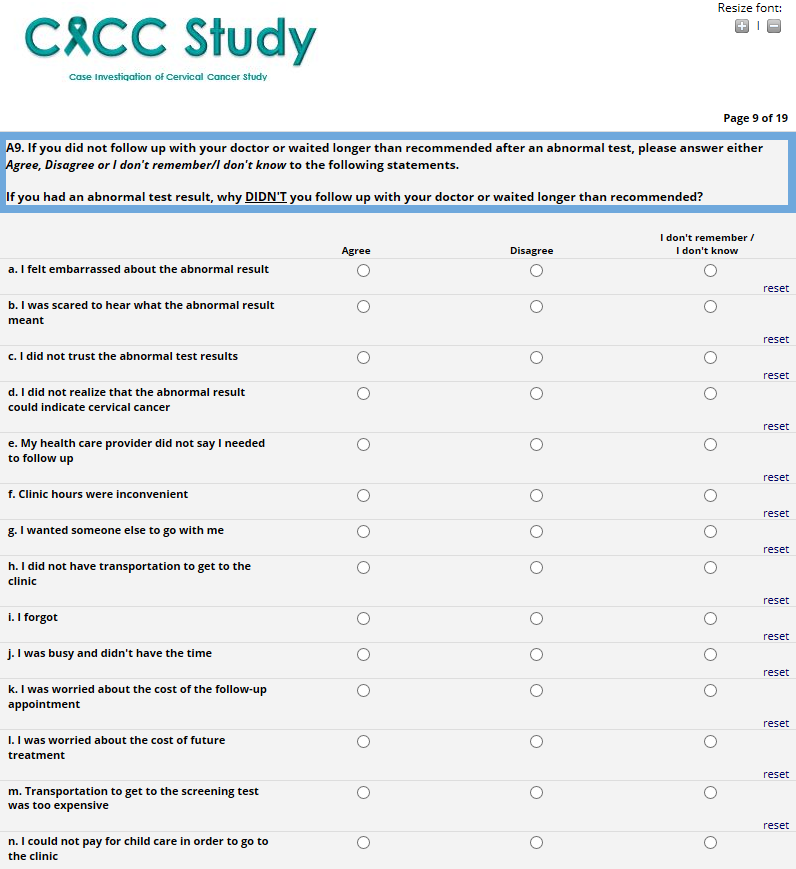 Resize font:
+ | −
CICC Study
Case Investigation of Cervical Cancer Study
Page 9 of 19
A9. If you did not follow up with your doctor or waited longer than recommended after an abnormal test, please answer either
Agree, Disagree or I don't remember/I don't know to the following statements.
If you had an abnormal test result, why DIDN'T you follow up with your doctor or waited longer than recommended?
I don't remember /
Agree Disagree I don't know
a. I felt embarrassed about the abnormal result
reset
b. I was scared to hear what the abnormal result
meant
reset
c. I did not trust the abnormal test results
reset
d. I did not realize that the abnormal result
could indicate cervical cancer
reset
e. My health care provider did not say I needed
to follow up
reset
f. Clinic hours were inconvenient
reset
g. I wanted someone else to go with me
reset
h. I did not have transportation to get to the
clinic
reset
i. I forgot
reset
j. I was busy and didn't have the time
reset
k. I was worried about the cost of the follow-up
appointment
reset
l. I was worried about the cost of future
treatment
reset
m. Transportation to get to the screening test
was too expensive
reset
n. I could not pay for child care in order to go to
the clinic